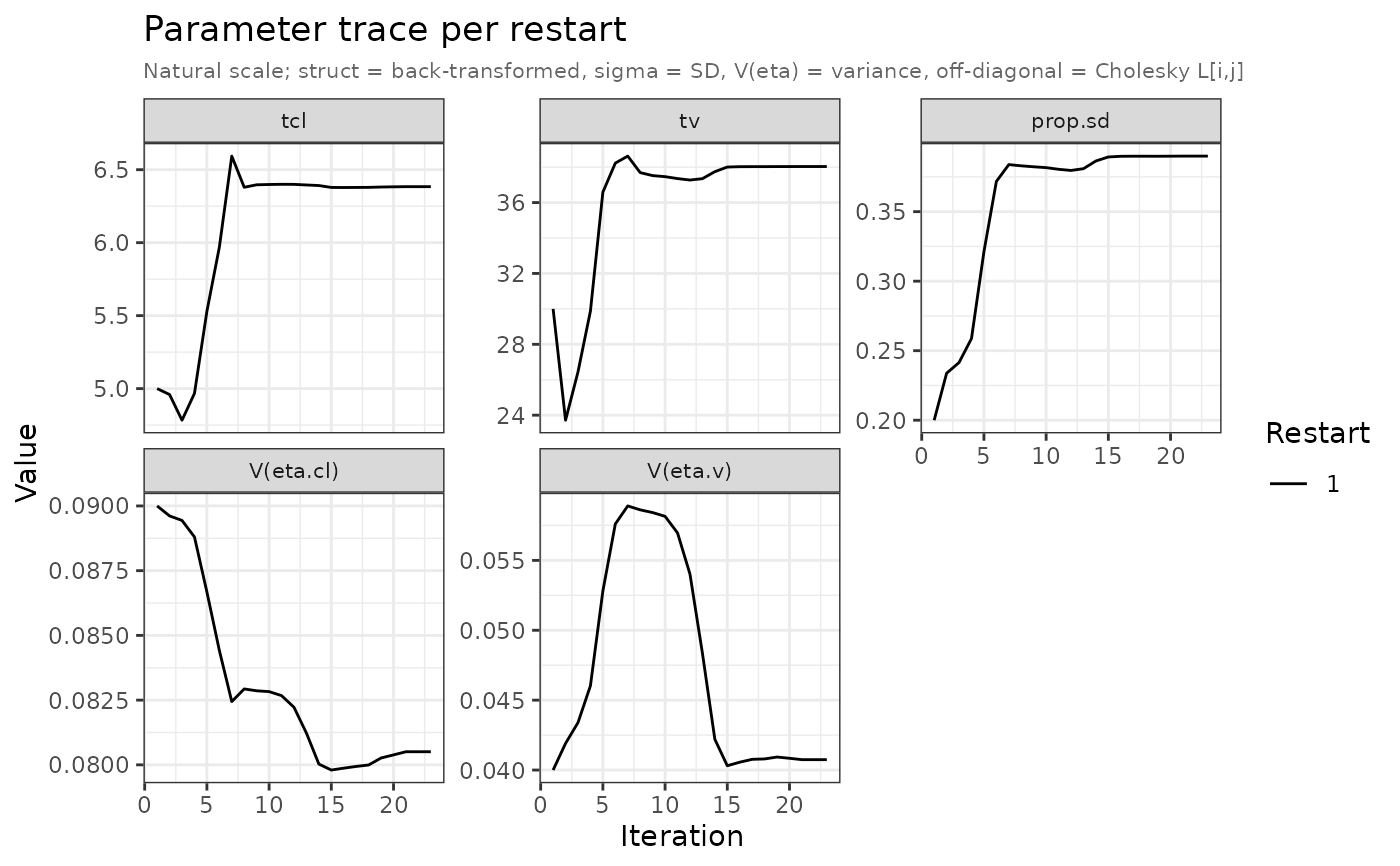 Parameter trace per restart
Natural scale; struct = back-transformed, sigma = SD, V(eta) = variance, off-diagonal = Cholesky L[i,j]
tcl
tv
prop.sd
6.5
6.0
5.5
5.0
36
32
28
24
0.35
0.30
0.25
0.20
0 5 10 15 20
Value
Restart
1
V(eta.cl)
V(eta.v)
0.0900
0.0875
0.0850
0.0825
0.0800
0.055
0.050
0.045
0.040
0 5 10 15 20
0 5 10 15 20
Iteration